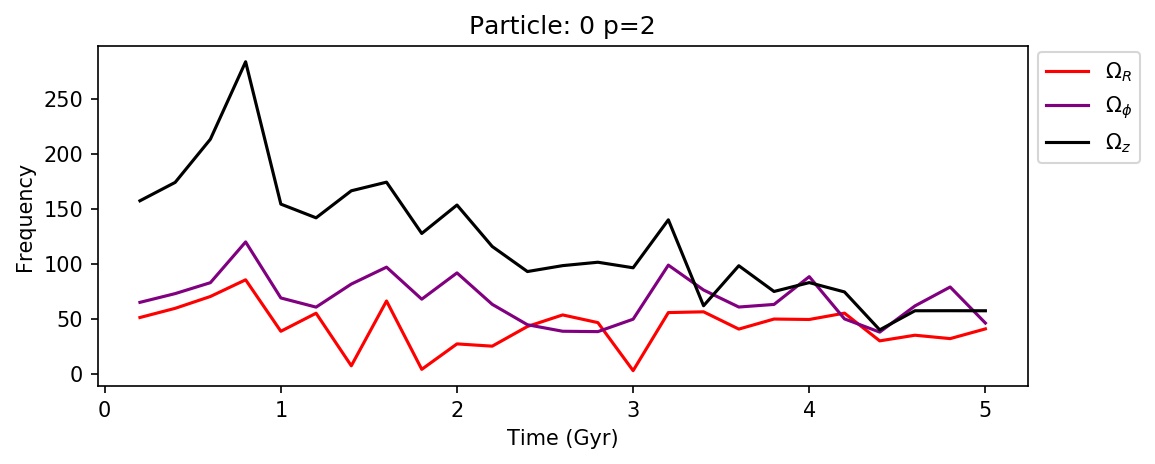 Particle: 0 p=2
Frequency
250
200
150
100
50
0
0 1 2 3 4 5
Time (Gyr)
Ω_R
Ω_ϕ
Ω_z